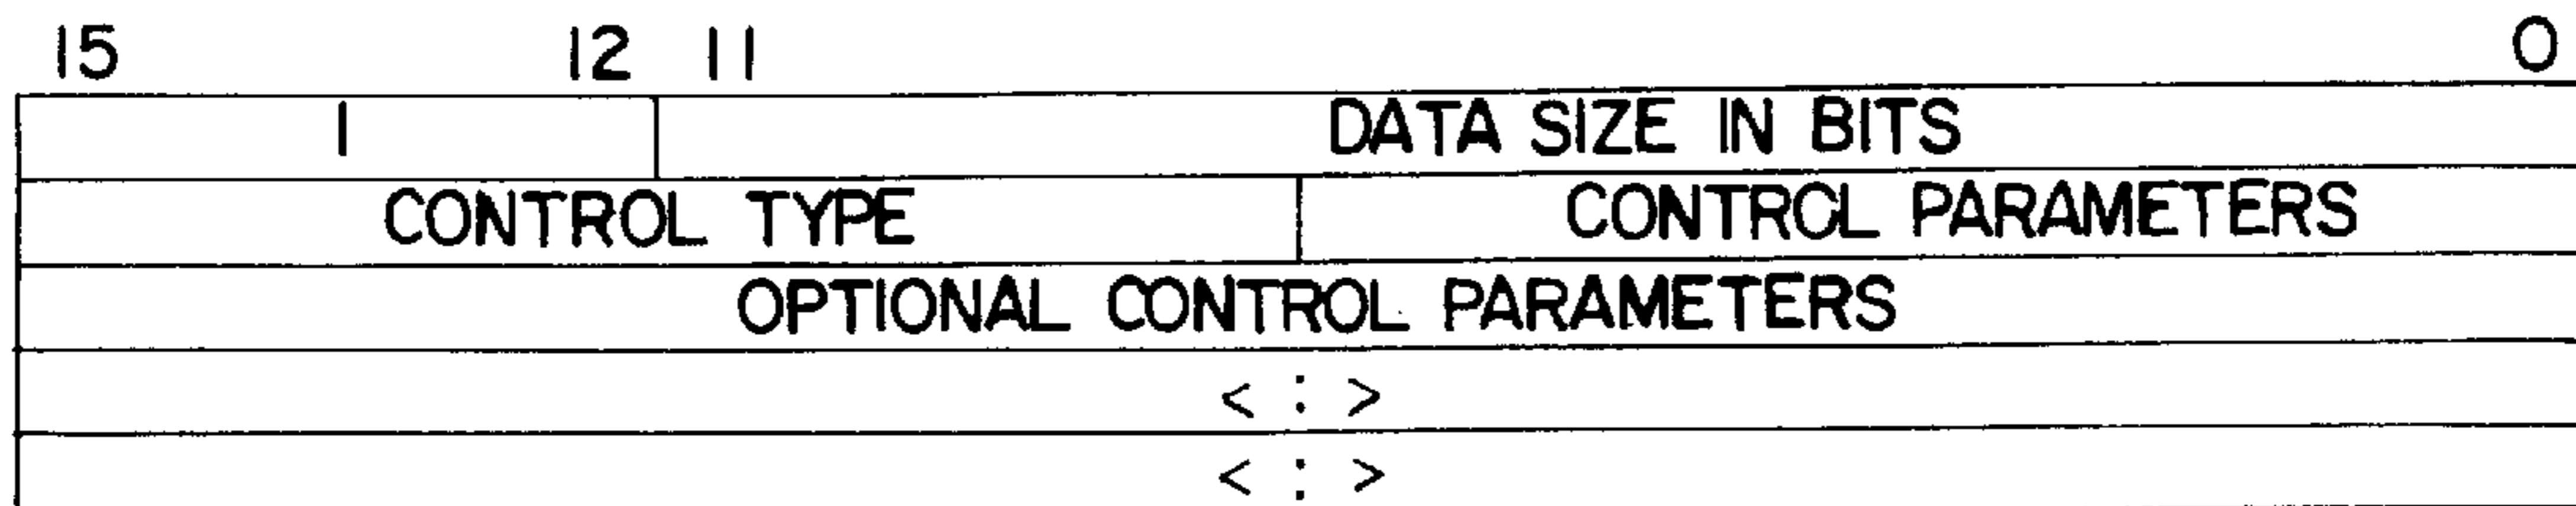 15 12 11 0
1 DATA SIZE IN BITS
CONTROL TYPE CONTROL PARAMETERS
OPTIONAL CONTROL PARAMETERS
< : >
< : >